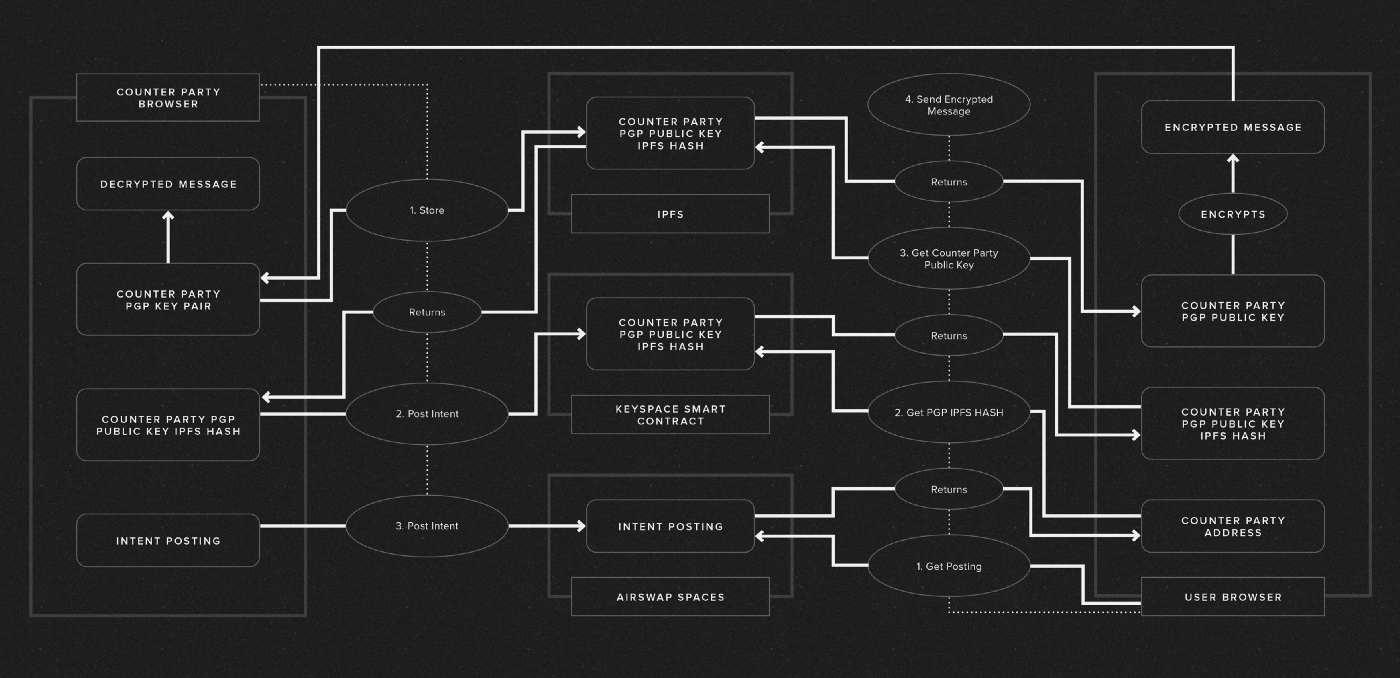 COUNTER PARTY
BROWSER
DECRYPTED MESSAGE
COUNTER PARTY
PGP KEY PAIR
COUNTER PARTY PGP
PUBLIC KEY IPFS HASH
INTENT POSTING
1. Store
Returns
2. Post Intent
3. Post Intent
COUNTER PARTY
PGP PUBLIC KEY
IPFS HASH
IPFS
COUNTER PARTY
PGP PUBLIC KEY
IPFS HASH
KEYSPACE SMART
CONTRACT
INTENT POSTING
AIRSWAP SPACES
4. Send Encrypted
Message
Returns
3. Get Counter Party
Public Key
Returns
2. Get PGP IPFS HASH
Returns
1. Get Posting
ENCRYPTED MESSAGE
ENCRYPTS
COUNTER PARTY
PGP PUBLIC KEY
COUNTER PARTY
PGP PUBLIC KEY
IPFS HASH
COUNTER PARTY
ADDRESS
USER BROWSER